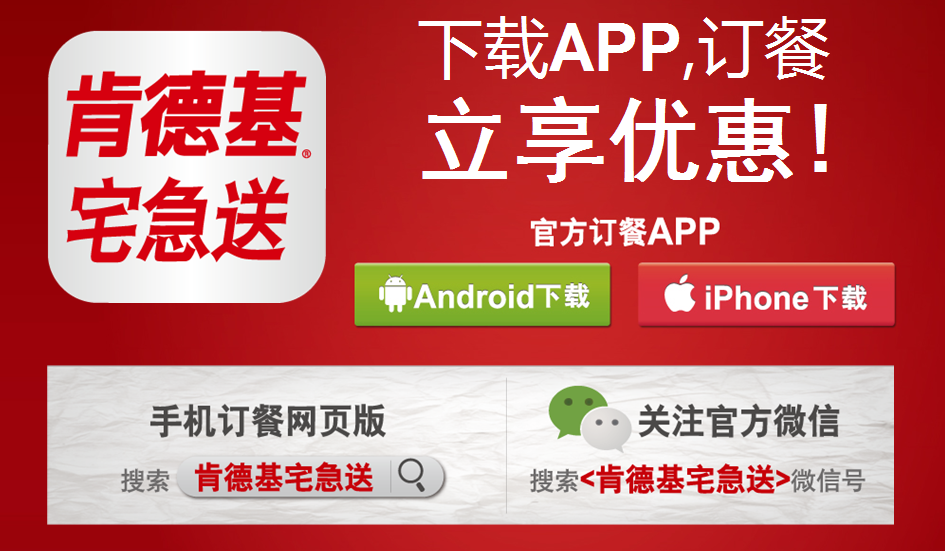 肯德基®
宅急送
下载APP,订餐
立享优惠!
官方订餐APP
Android下载
iPhone下载
手机订餐网页版
搜索 肯德基宅急送
关注官方微信
搜索<肯德基宅急送>微信号